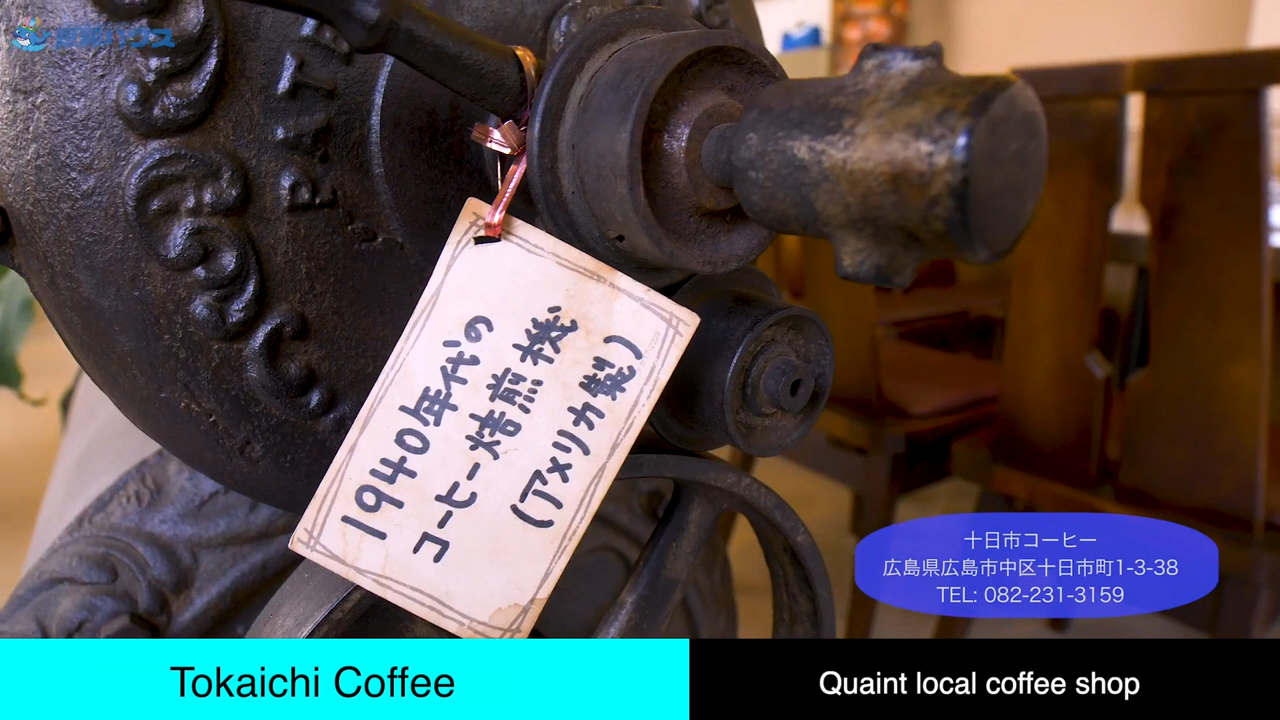 PAT
1940年代の
コーヒー焙煎機
(アメリカ製)
十日市コーヒー
広島県広島市中区十日市町1-3-38
TEL: 082-231-3159
Tokaichi Coffee
Quaint local coffee shop